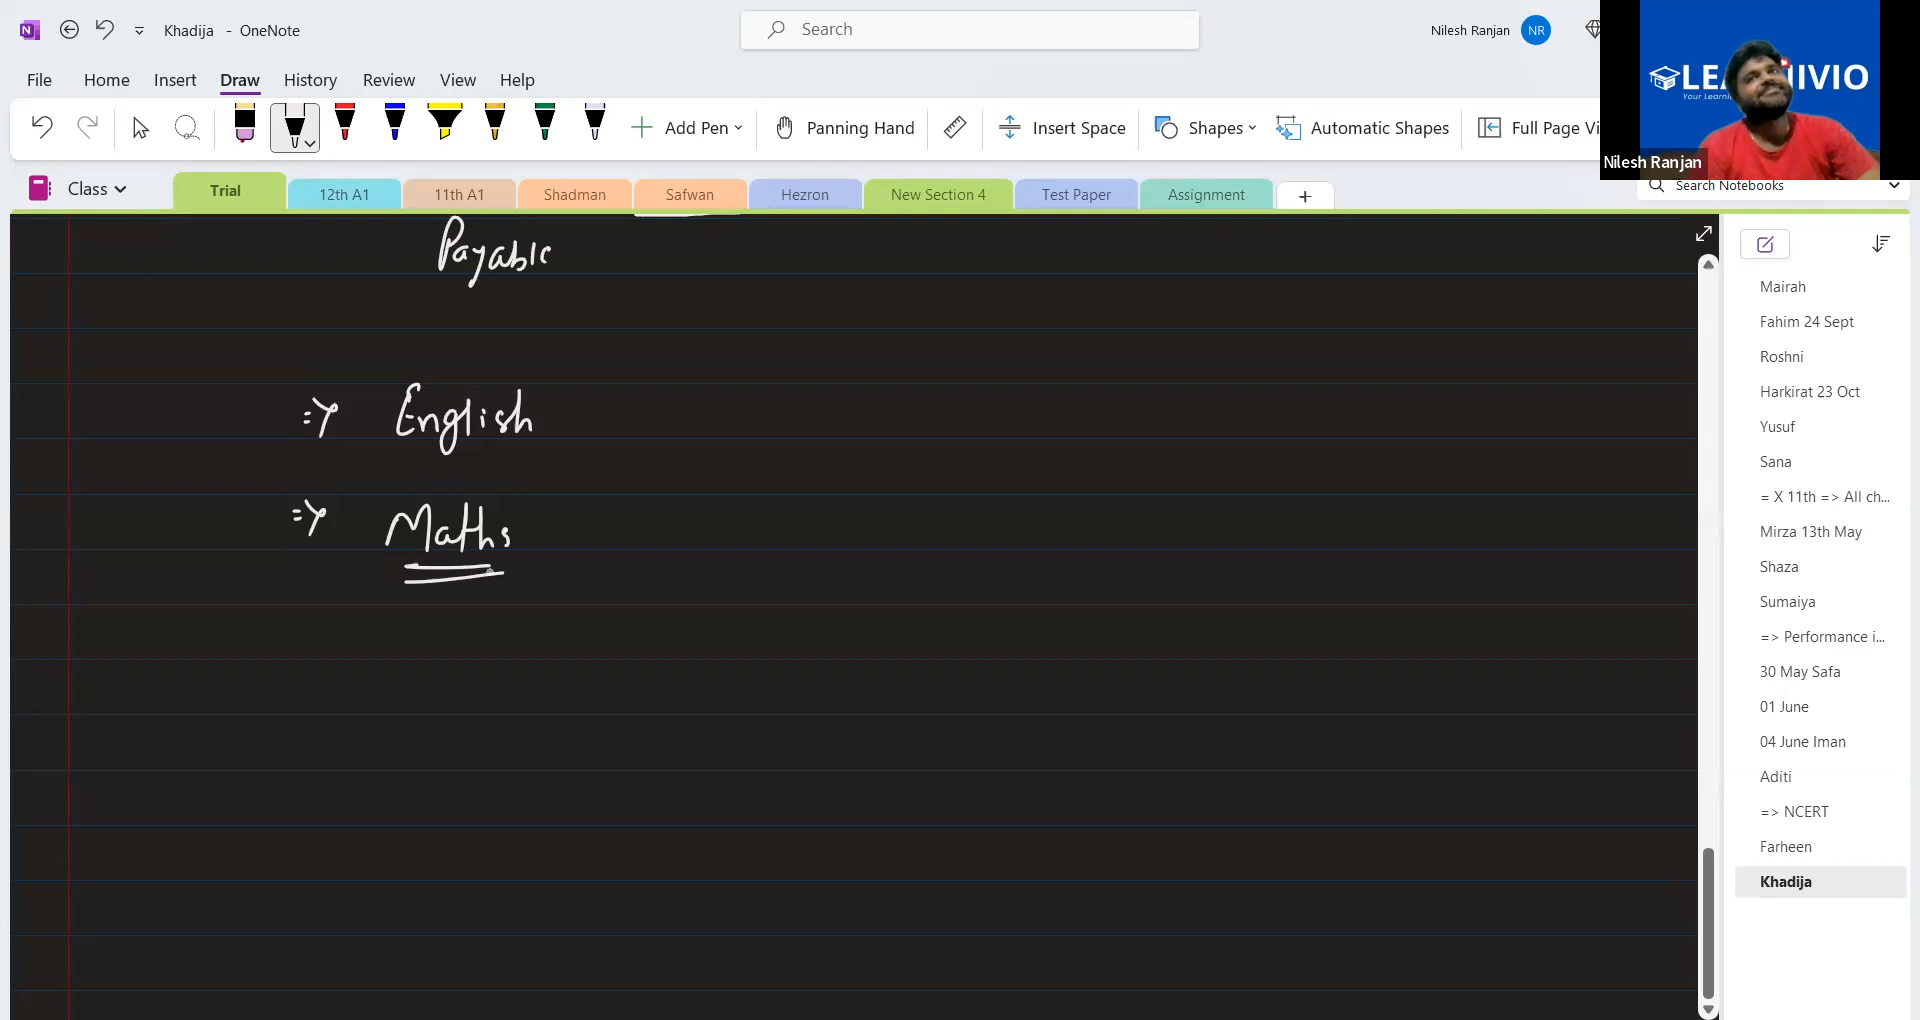 Khadija - OneNote
Search
Nilesh Ranjan NR
File Home Insert Draw History Review View Help
Add Pen Panning Hand Insert Space Shapes Automatic Shapes Full Page Vi
Nilesh Ranjan
Class Trial 12th A1 11th A1 Shadman Safwan Hezron New Section 4 Test Paper Assignment +
Search Notebooks
Payable
=> English
=> Maths
Mairah
Fahim 24 Sept
Roshni
Harkirat 23 Oct
Yusuf
Sana
= X 11th => All ch...
Mirza 13th May
Shaza
Sumaiya
=> Performance i...
30 May Safa
01 June
04 June Iman
Aditi
=> NCERT
Farheen
Khadija